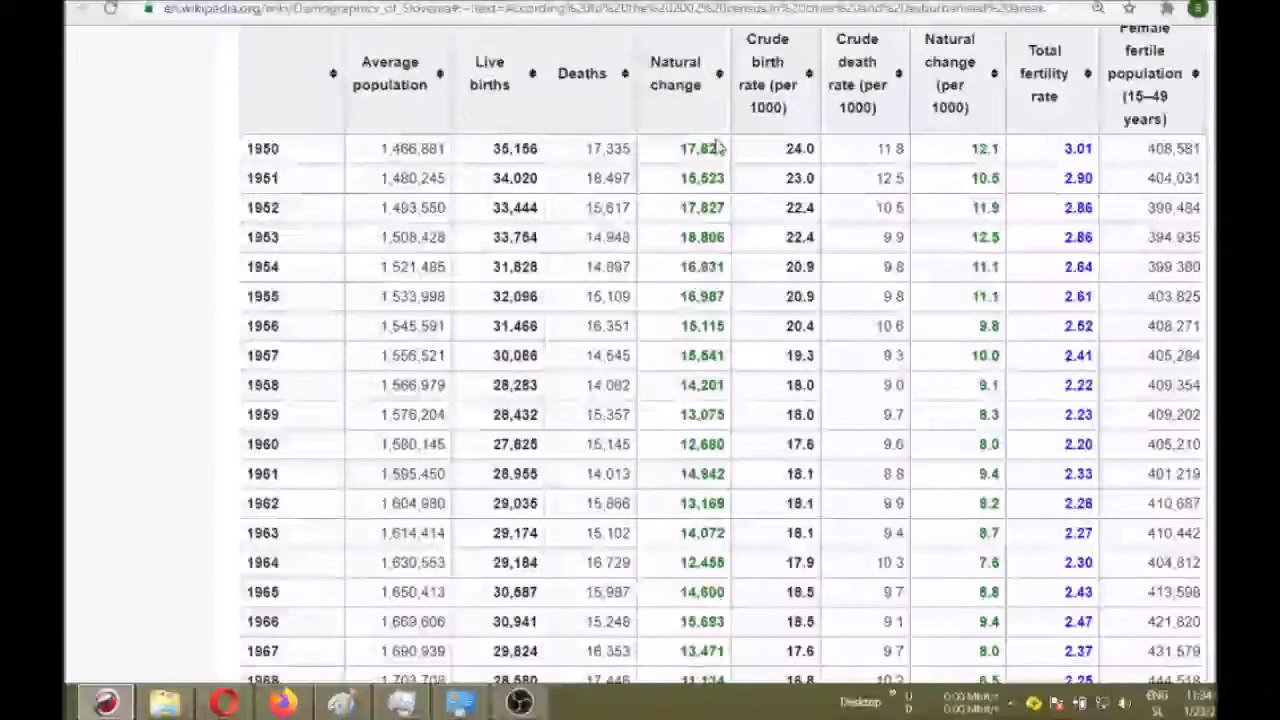 Average population Live births Deaths Natural change Crude birth rate (per 1000) Crude death rate (per 1000) Natural change (per 1000) Total fertility rate Female fertile population (15–49 years)
1950 1,466,881 35,156 17,335 24.0 11 8 12.1 3.01 408,581
1951 1,480,245 34,020 18,497 15,523 23.0 12 5 10.5 2.90 404,031
1952 1,493,550 33,444 15,617 17,827 22.4 10 5 11.9 2.86 399,484
1953 1,508,428 33,754 14,948 18,806 22.4 9 9 12.5 2.86 394 935
1954 1 521,485 31,828 14,897 16,931 20.9 9 8 11.1 2.64 399 380
1955 1 533,998 32,096 15,109 16,987 20.9 9 8 11.1 2.61 403,825
1956 1,545,591 31,466 16,351 15,115 20.4 10 6 9.8 2.52 408,271
1957 1,556,521 30,086 14,545 15,541 19.3 9 3 10.0 2.41 405,284
1958 1,566,979 28,283 14,082 14,201 18.0 9 0 9.1 2.22 409,354
1959 1,576,204 28,432 15,357 13,075 18.0 9.7 8.3 2.23 409,202
1960 1,580,145 27,825 15,145 12,680 17.6 9.6 8.0 2.20 405,210
1961 1,595,450 28,955 14,013 14,942 18.1 8 8 9.4 2.33 401 219
1962 1 604,980 29,035 15,866 13,169 18.1 9 9 8.2 2.28 410,687
1963 1,614,414 29,174 15,102 14,072 18.1 9 4 8.7 2.27 410,442
1964 1,630,553 29,184 16 729 12,455 17.9 10 3 7.6 2.30 404,812
1965 1,650,413 30,587 15,987 14,600 18.5 9 7 8.8 2.43 413,598
1966 1,669,606 30,941 15,248 15,693 18.5 9 1 9.4 2.47 421,820
1967 1 690,939 29,824 16,353 13,471 17.6 9.7 8.0 2.37 431,579
1968
Desktop
U 0.00 Mbit/s
D 0.00 Mbit/s
ENG 11:34
SL